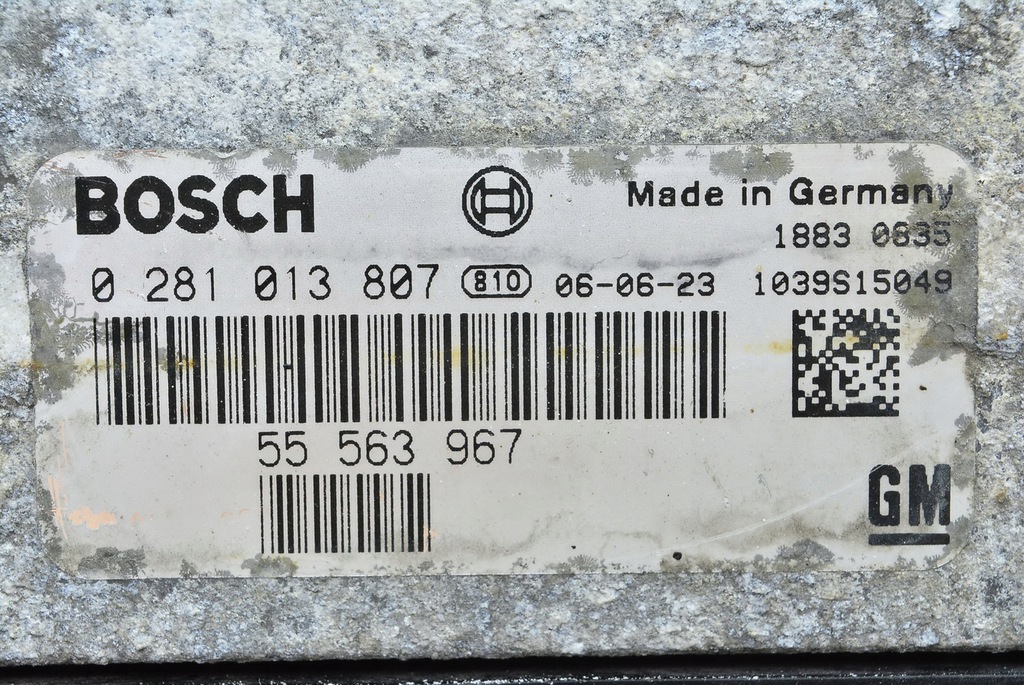 BOSCH Made in Germany
1883 0835
0 281 013 807 810 06-06-23 1039S15049
55 563 967
GM